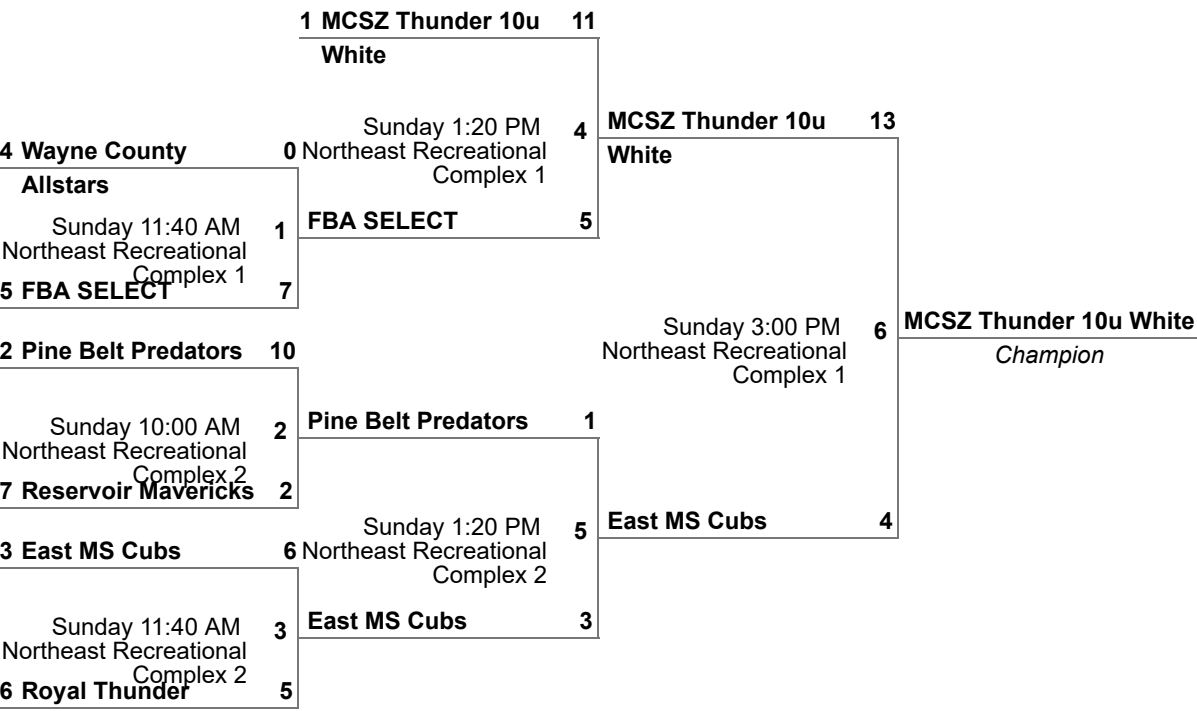 1 MCSZ Thunder 10u 11
White
Sunday 1:20 PM 4
Northeast Recreational
Complex 1
MCSZ Thunder 10u 13
White
4 Wayne County 0
Allstars
Sunday 11:40 AM 1
Northeast Recreational
Complex 1
5 FBA SELECT 7
FBA SELECT 5
2 Pine Belt Predators 10
Sunday 10:00 AM 2
Northeast Recreational
Complex 2
7 Reservoir Mavericks 2
Pine Belt Predators 1
Sunday 3:00 PM 6
Northeast Recreational
Complex 1
MCSZ Thunder 10u White
Champion
3 East MS Cubs 6
Sunday 11:40 AM 3
Northeast Recreational
Complex 2
6 Royal Thunder 5
Sunday 1:20 PM 5
Northeast Recreational
Complex 2
East MS Cubs 3
East MS Cubs 4